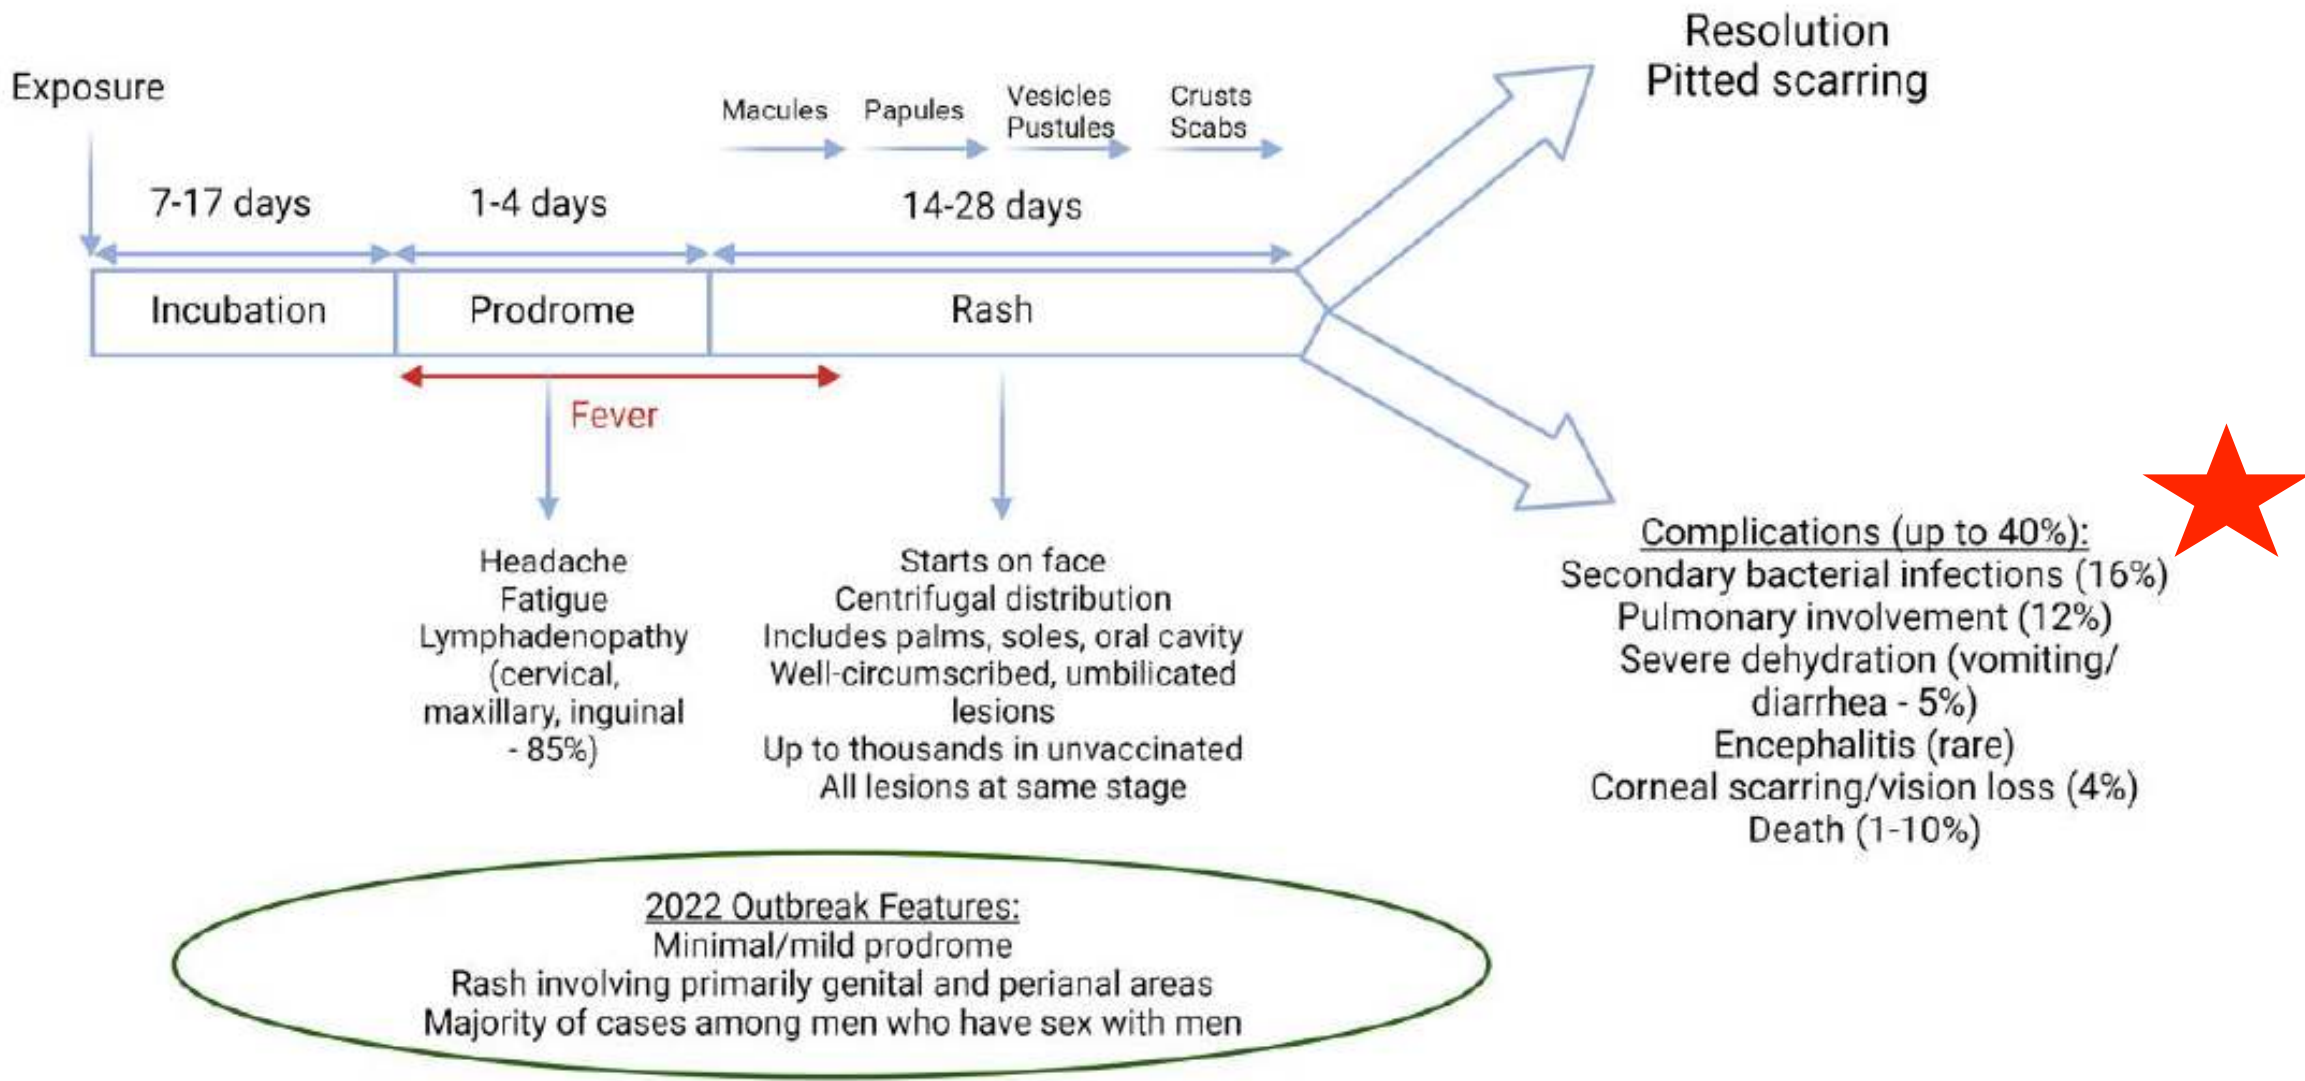 Exposure
7-17 days
1-4 days
14-28 days
Macules
Papules
Vesicles
Pustules
Crusts
Scabs
Incubation
Prodrome
Rash
Fever
Headache
Fatigue
Lymphadenopathy
(cervical,
maxillary, inguinal
- 85%)
Starts on face
Centrifugal distribution
Includes palms, soles, oral cavity
Well-circumscribed, umbilicated
lesions
Up to thousands in unvaccinated
All lesions at same stage
Resolution
Pitted scarring
Complications (up to 40%):
Secondary bacterial infections (16%)
Pulmonary involvement (12%)
Severe dehydration (vomiting/
diarrhea - 5%)
Encephalitis (rare)
Corneal scarring/vision loss (4%)
Death (1-10%)
2022 Outbreak Features:
Minimal/mild prodrome
Rash involving primarily genital and perianal areas
Majority of cases among men who have sex with men